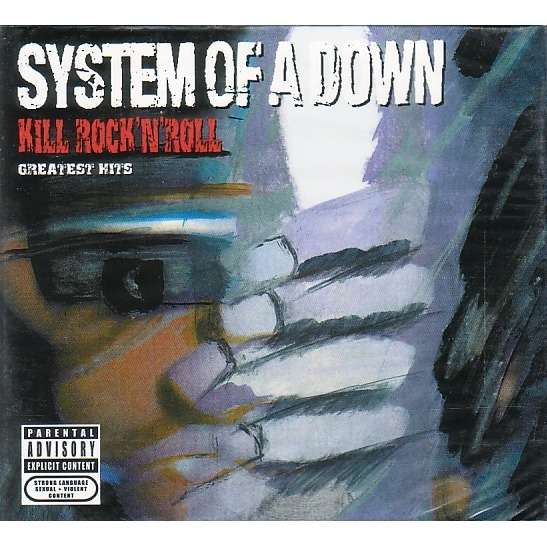 SYSTEM OF A DOWN
KILL ROCK'N'ROLL
GREATEST HITS
PARENTAL
ADVISORY
EXPLICIT CONTENT
STRONG LANGUAGE
SEXUAL + VIOLENT
CONTENT